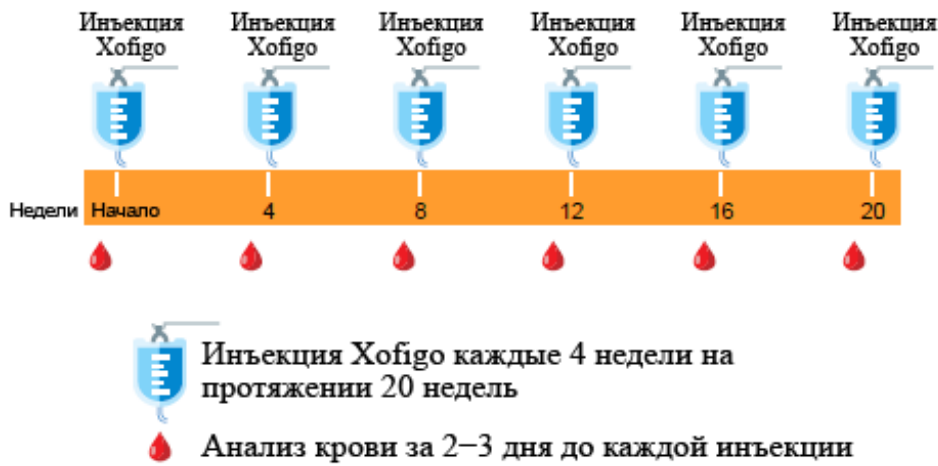 Инъекция Инъекция Инъекция Инъекция Инъекция Инъекция
Xofigo Xofigo Xofigo Xofigo Xofigo Xofigo
Недели Начало 4 8 12 16 20
Инъекция Xofigo каждые 4 недели на
протяжении 20 недель
Анализ крови за 2–3 дня до каждой инъекции